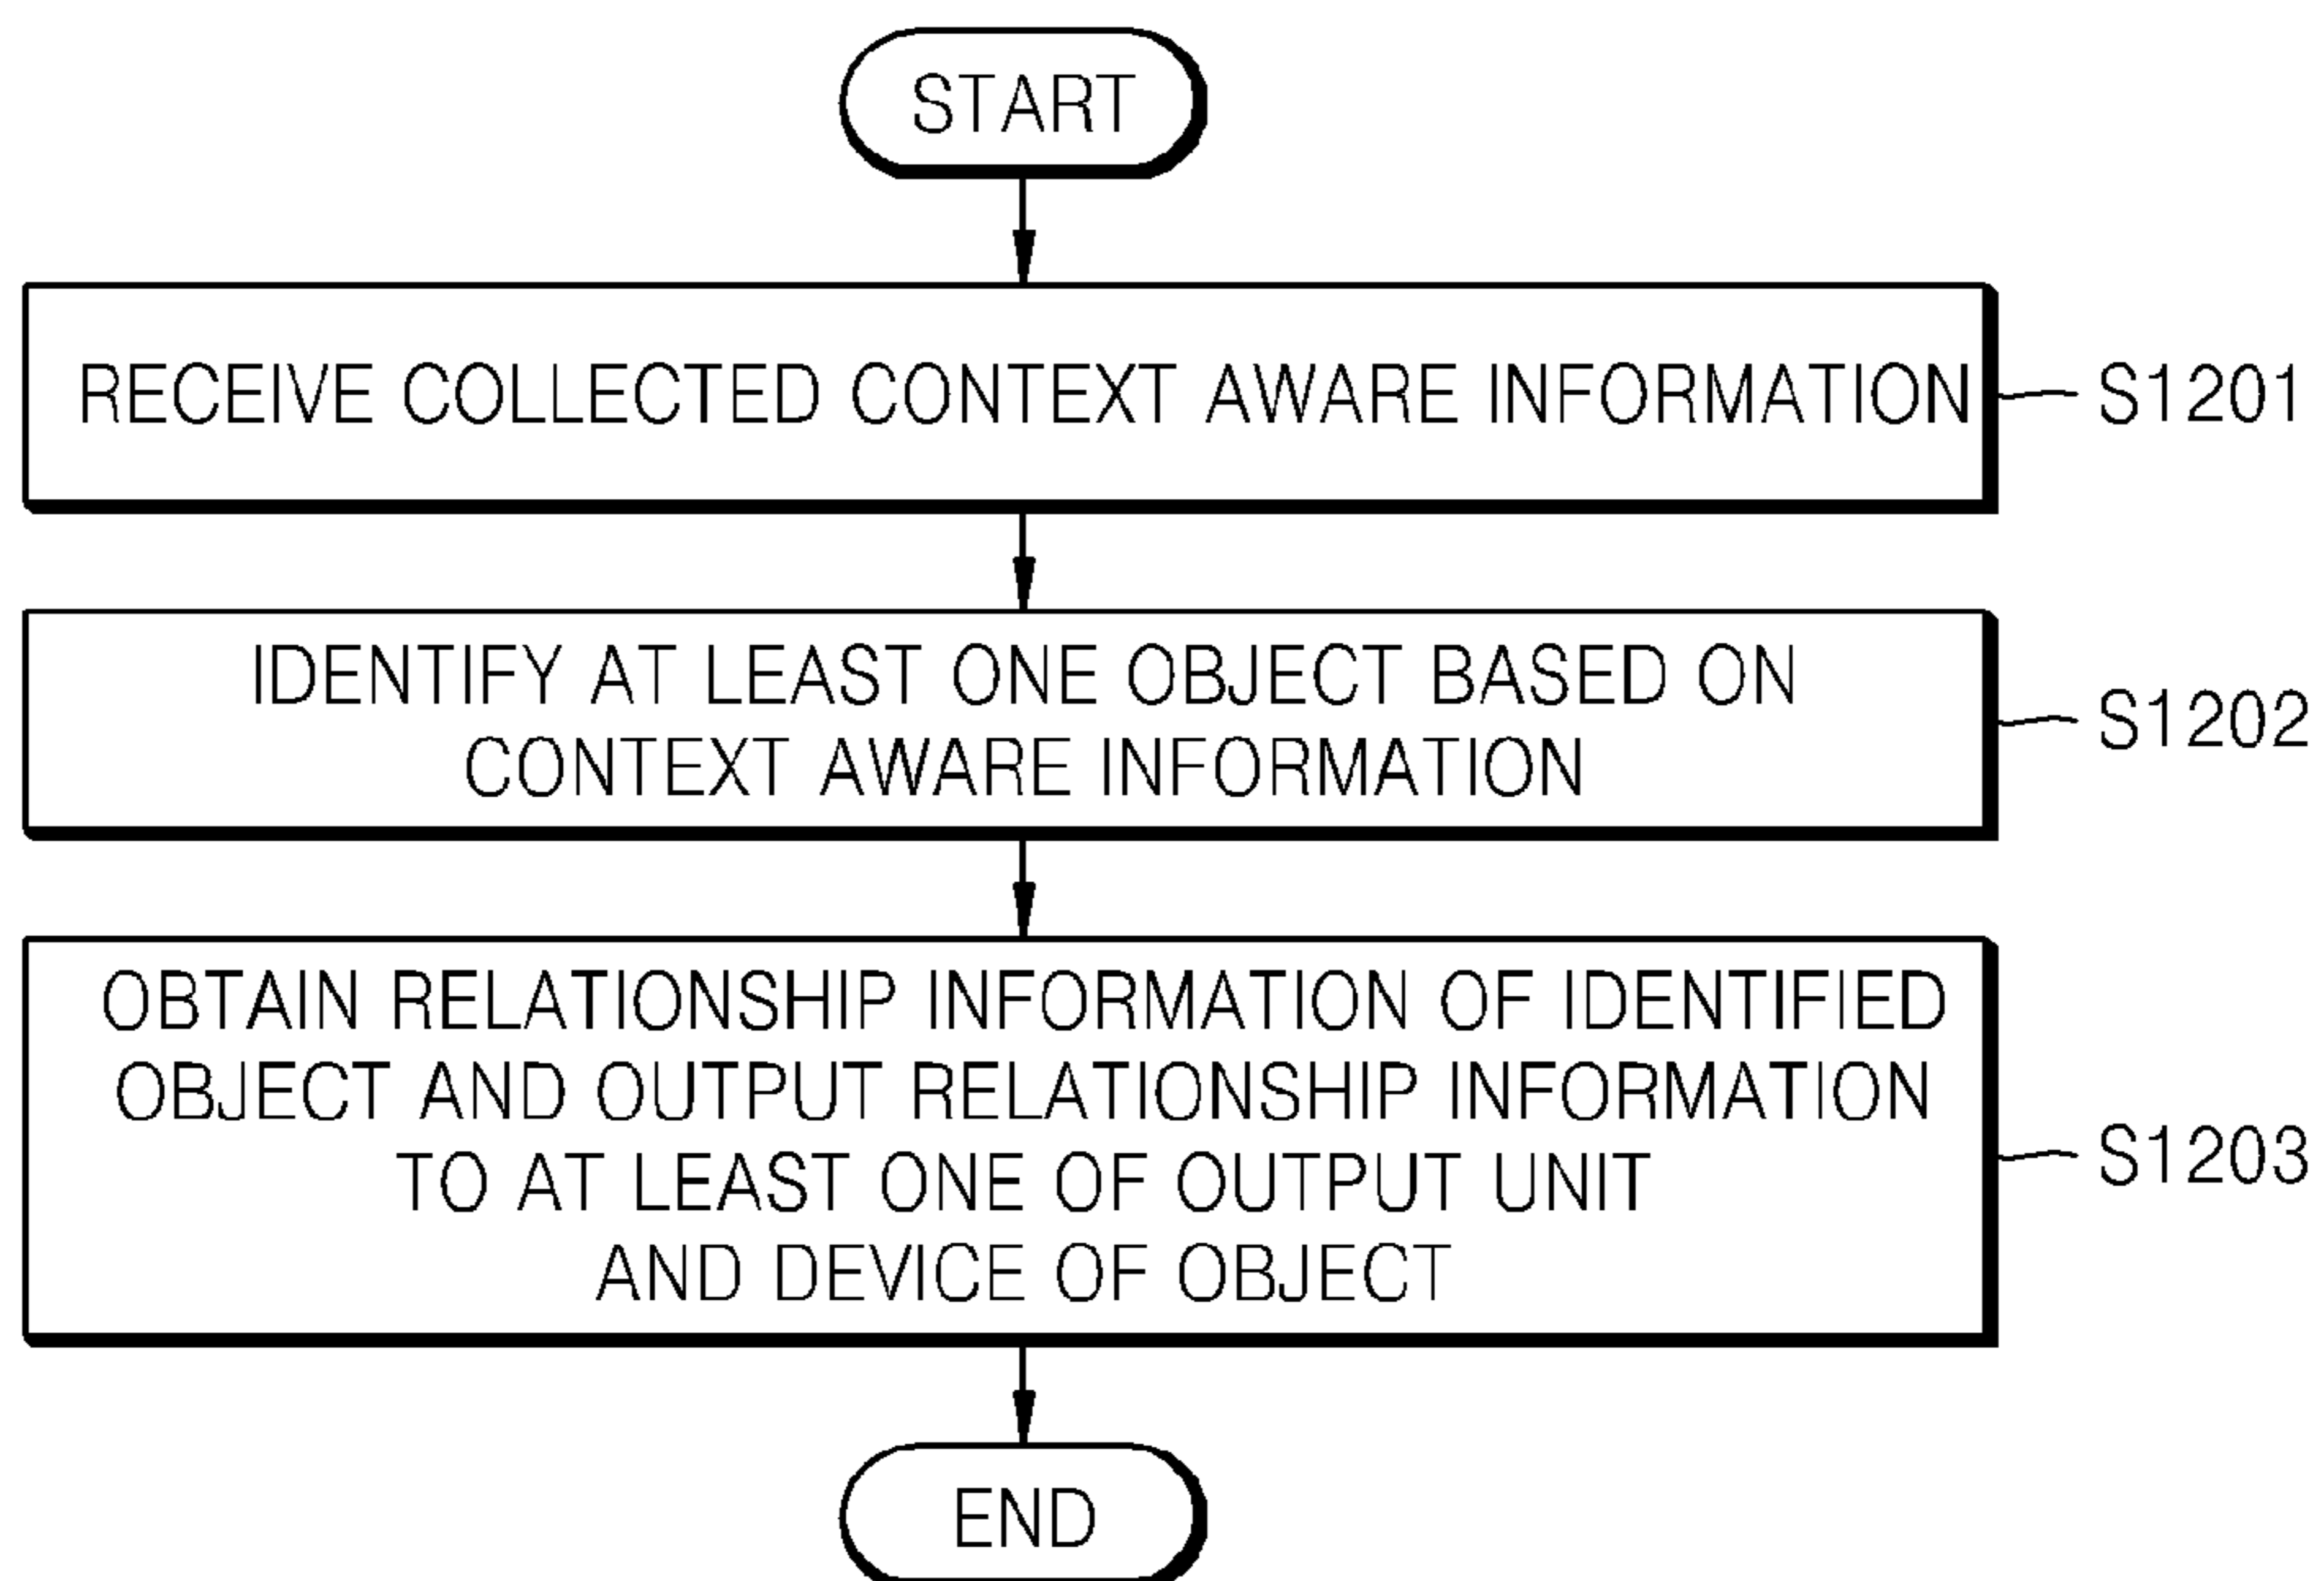 START
RECEIVE COLLECTED CONTEXT AWARE INFORMATION
S1201
IDENTIFY AT LEAST ONE OBJECT BASED ON
CONTEXT AWARE INFORMATION
S1202
OBTAIN RELATIONSHIP INFORMATION OF IDENTIFIED
OBJECT AND OUTPUT RELATIONSHIP INFORMATION
TO AT LEAST ONE OF OUTPUT UNIT
AND DEVICE OF OBJECT
S1203
END